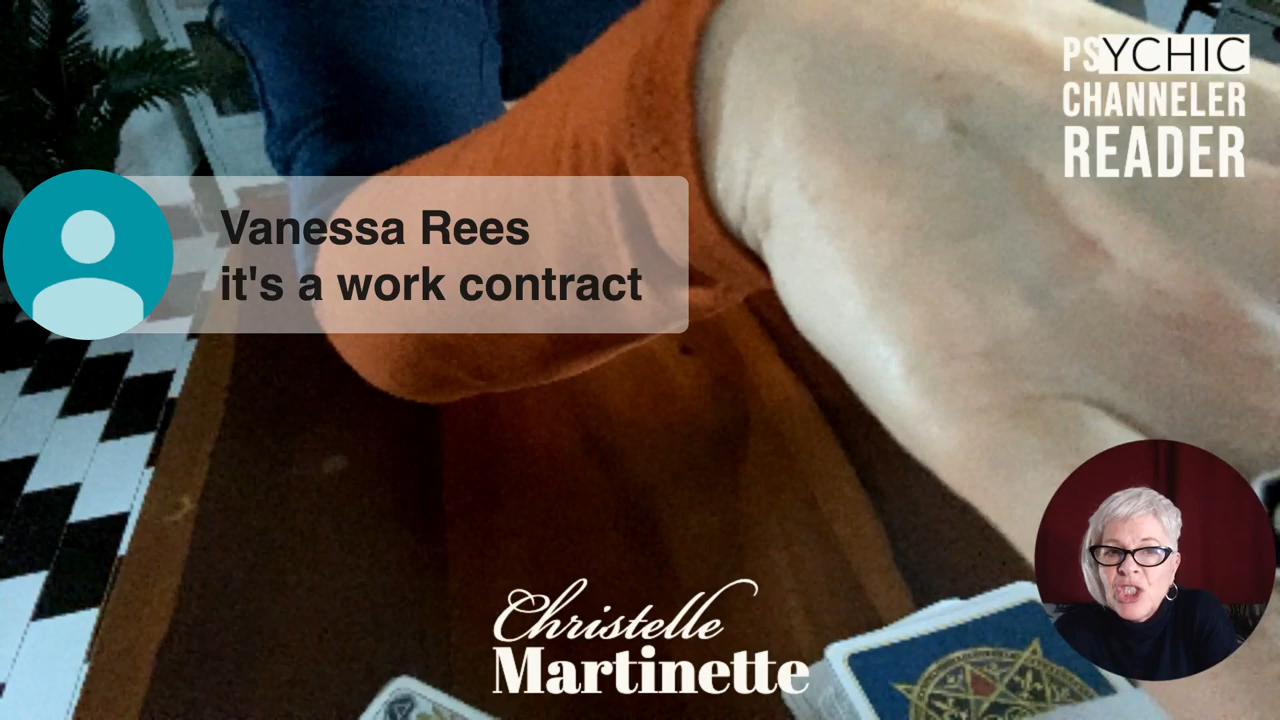 PSYCHIC
CHANNELER
READER
Vanessa Rees
it's a work contract
Christelle
Martinette